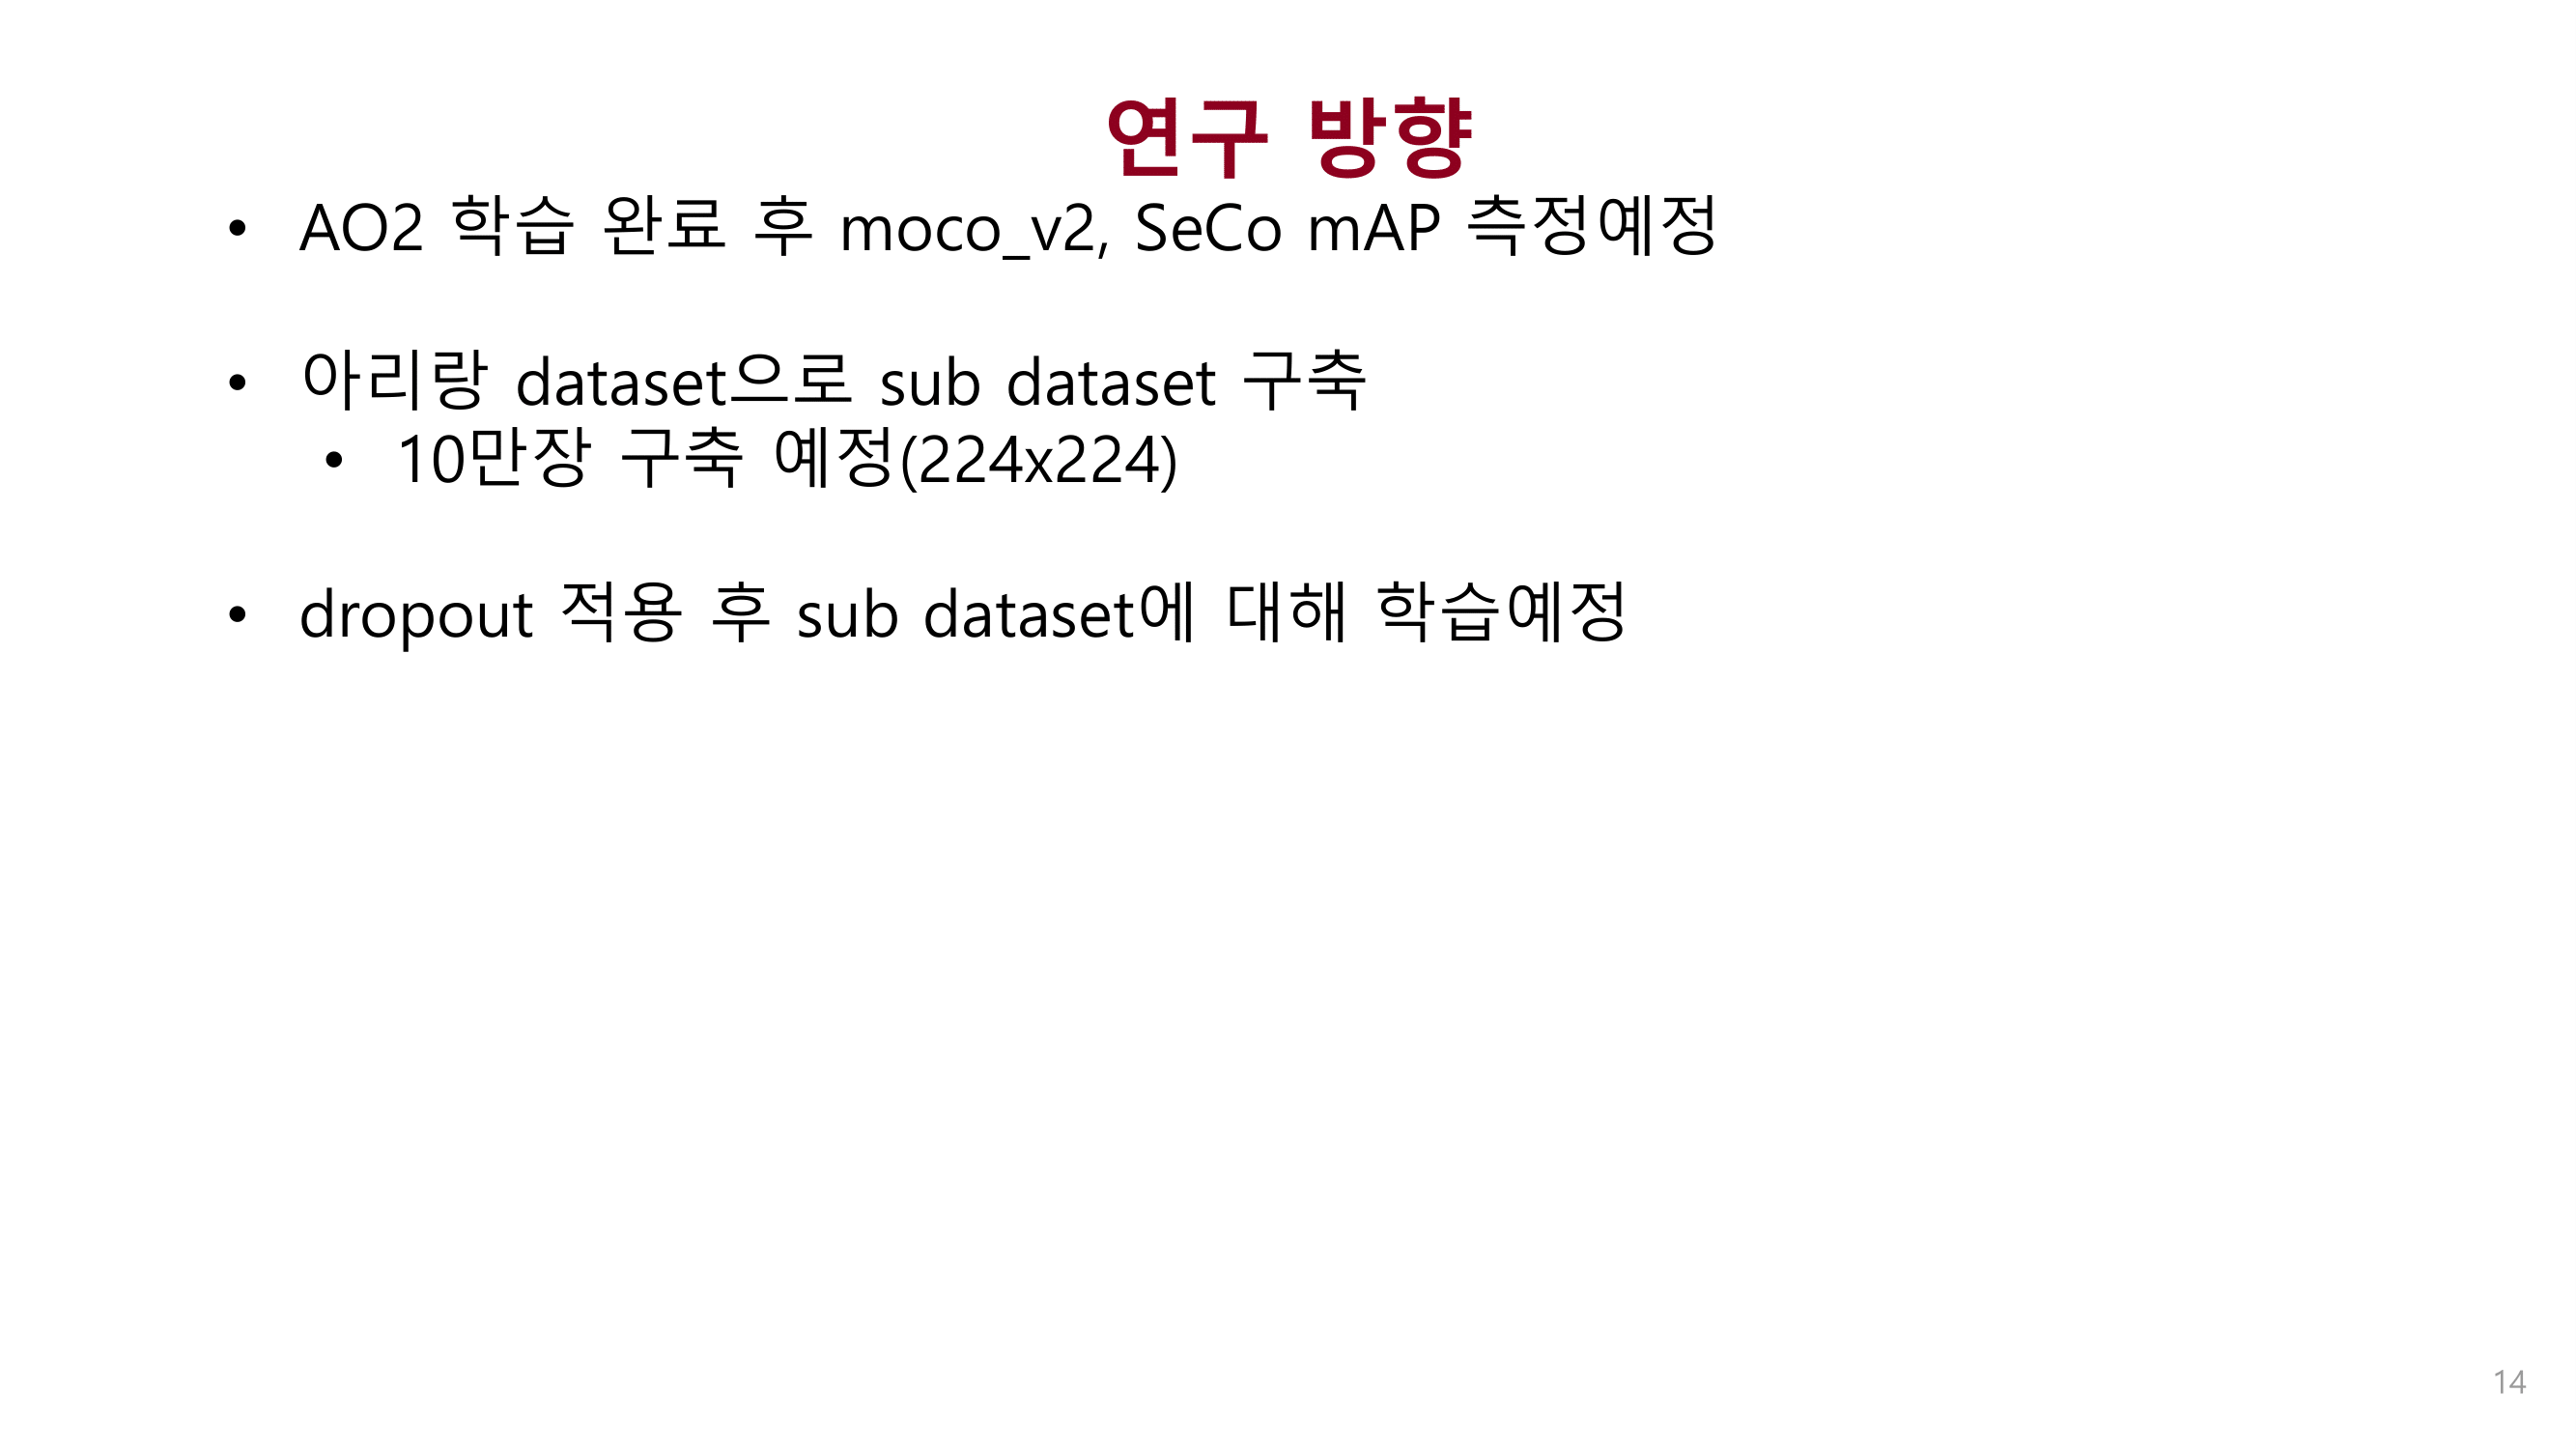 연구 방향
• AO2 학습 완료 후 moco_v2, SeCo mAP 측정예정
• 아리랑 dataset으로 sub dataset 구축
• 10만장 구축 예정(224x224)
• dropout 적용 후 sub dataset에 대해 학습예정
14